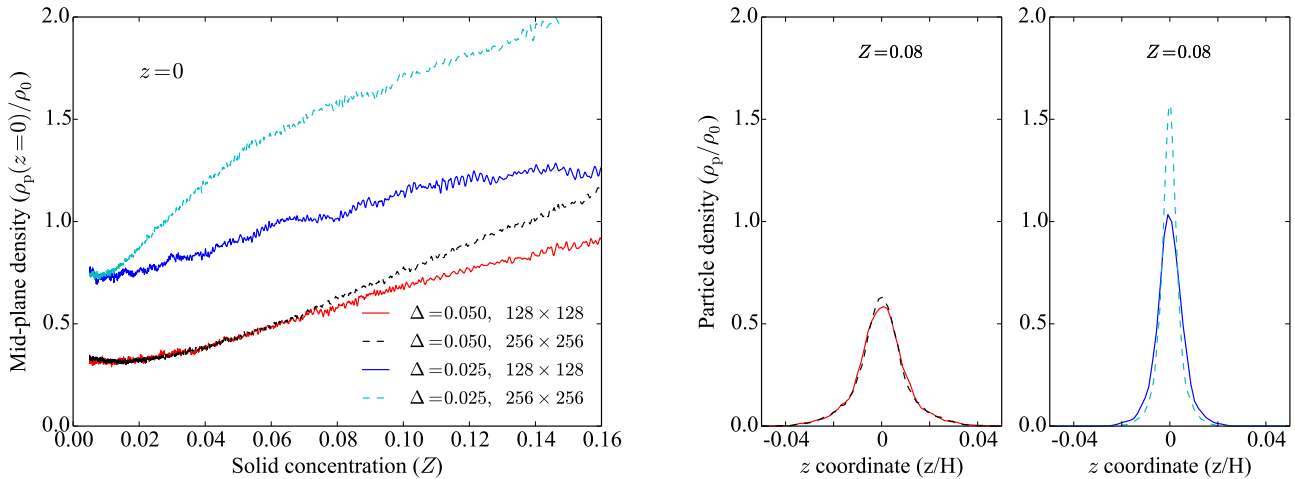 Mid-plane density (ρp(z=0)/ρ0)
2.0
1.5
1.0
0.5
0.0
z=0
Δ=0.050, 128×128
Δ=0.050, 256×256
Δ=0.025, 128×128
Δ=0.025, 256×256
0.00 0.02 0.04 0.06 0.08 0.10 0.12 0.14 0.16
Solid concentration (Z)
Particle density (ρp/ρ0)
2.0
1.5
1.0
0.5
0.0
Z=0.08
-0.04 0 0.04
z coordinate (z/H)
2.0
1.5
1.0
0.5
0.0
Z=0.08
-0.04 0 0.04
z coordinate (z/H)